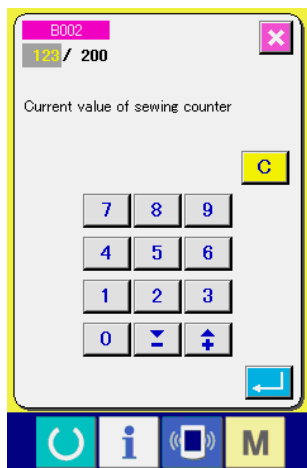 B002
123/ 200
Current value of sewing counter
C
7 8 9
4 5 6
1 2 3
0
i M